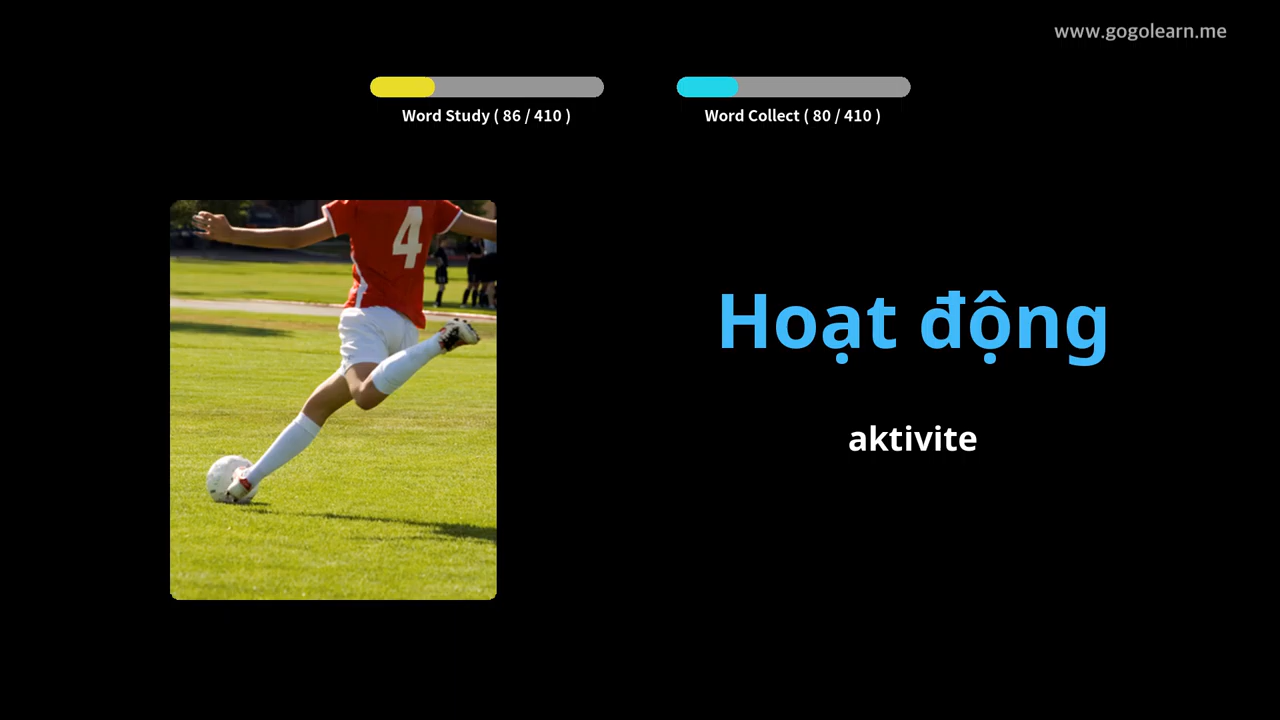 www.gogolearn.me
Word Study ( 86 / 410 )
Word Collect ( 80 / 410 )
4
Hoạt động
aktivite